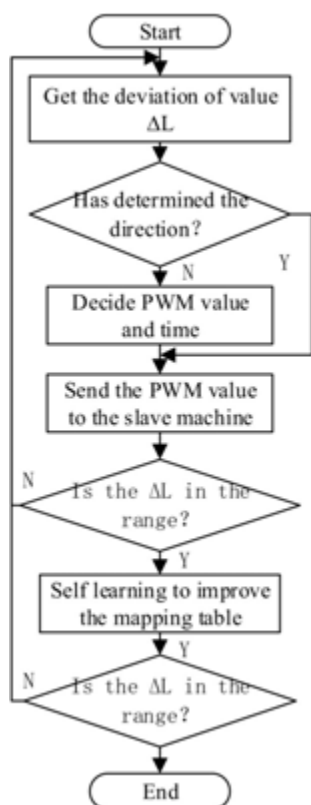 Start
Get the deviation of value
ΔL
Has determined the
direction?
N
Y
Decide PWM value
and time
Send the PWM value
to the slave machine
N
Is the ΔL in the
range?
Y
Self learning to improve
the mapping table
Y
N
Is the ΔL in the
range?
End